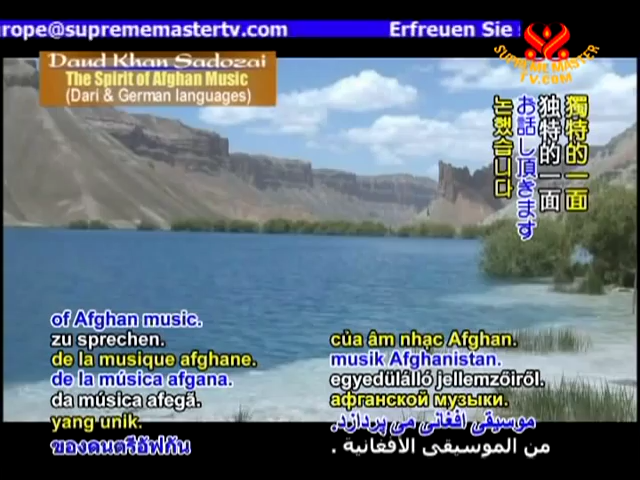 urope@suprememastertv.com
Erfreuen Sie
SUPREME MASTER
TV.com
Daud Khan Sadozai
The Spirit of Afghan Music
(Dari & German languages)
獨特的一面
独特的一面
お話し頂きます
논했습니다
of Afghan music.
zu sprechen.
de la musique afghane.
de la música afgana.
da música afegã.
yang unik.
ของดนตรีอัฟกัน
của âm nhạc Afghan.
musik Afghanistan.
egyedülálló jellemzőiről.
афганской музыки.
موسیقی افغانی می پردازد.
من الموسيقى الأفغانية .